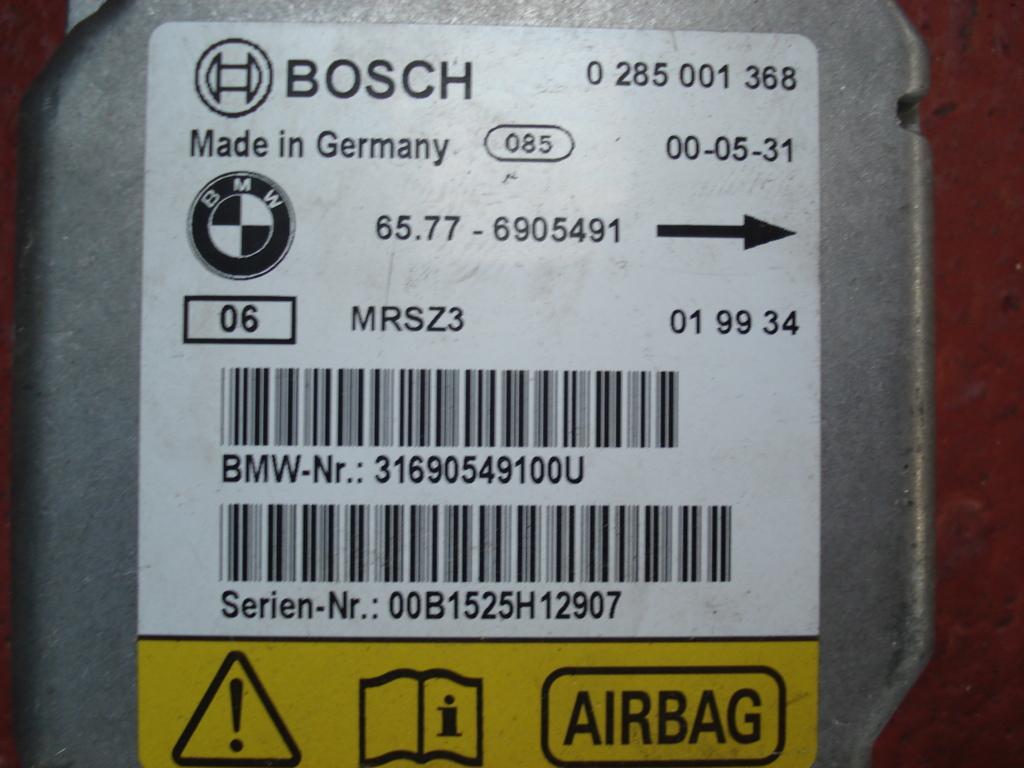 BOSCH 0 285 001 368
Made in Germany 085 00-05-31
BMW 65.77 - 6905491
06 MRSZ3 01 99 34
BMW-Nr.: 31690549100U
Serien-Nr.: 00B1525H12907
! i AIRBAG